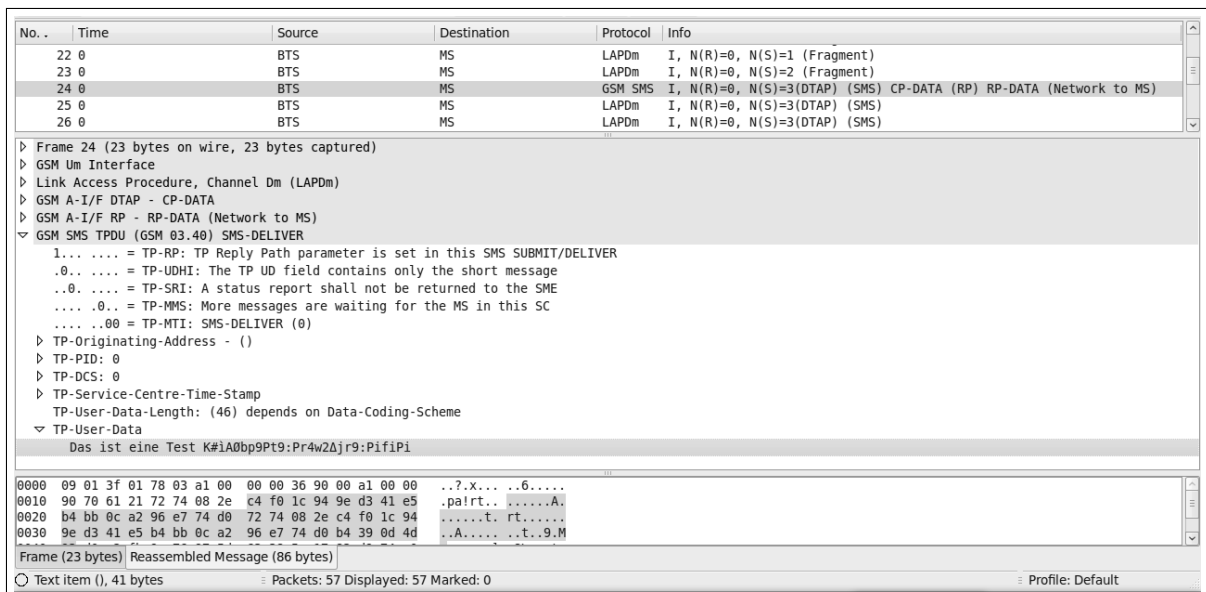 No. . Time Source Destination Protocol Info
22 0 BTS MS LAPDm I, N(R)=0, N(S)=1 (Fragment)
23 0 BTS MS LAPDm I, N(R)=0, N(S)=2 (Fragment)
24 0 BTS MS GSM SMS I, N(R)=0, N(S)=3(DTAP) (SMS) CP-DATA (RP) RP-DATA (Network to MS)
25 0 BTS MS LAPDm I, N(R)=0, N(S)=3(DTAP) (SMS)
26 0 BTS MS LAPDm I, N(R)=0, N(S)=3(DTAP) (SMS)
Frame 24 (23 bytes on wire, 23 bytes captured)
GSM Um Interface
Link Access Procedure, Channel Dm (LAPDm)
GSM A-I/F DTAP - CP-DATA
GSM A-I/F RP - RP-DATA (Network to MS)
GSM SMS TPDU (GSM 03.40) SMS-DELIVER
1... .... = TP-RP: TP Reply Path parameter is set in this SMS SUBMIT/DELIVER
.0.. .... = TP-UDHI: The TP UD field contains only the short message
..0. .... = TP-SRI: A status report shall not be returned to the SME
.... .0.. = TP-MMS: More messages are waiting for the MS in this SC
.... ..00 = TP-MTI: SMS-DELIVER (0)
TP-Originating-Address - ()
TP-PID: 0
TP-DCS: 0
TP-Service-Centre-Time-Stamp
TP-User-Data-Length: (46) depends on Data-Coding-Scheme
TP-User-Data
Das ist eine Test K#ìAØbp9Pt9:Pr4w2Δjr9:PifiPi
0000 09 01 3f 01 78 03 a1 00 00 00 36 90 00 a1 00 00 ..?.x... ..6.....
0010 90 70 61 21 72 74 08 2e c4 f0 1c 94 9e d3 41 e5 .pa!rt.. ......A.
0020 b4 bb 0c a2 96 e7 74 d0 72 74 08 2e c4 f0 1c 94 ......t. rt......
0030 9e d3 41 e5 b4 bb 0c a2 96 e7 74 d0 b4 39 0d 4d ..A..... ..t..9.M
Frame (23 bytes) Reassembled Message (86 bytes)
Text item (), 41 bytes Packets: 57 Displayed: 57 Marked: 0 Profile: Default